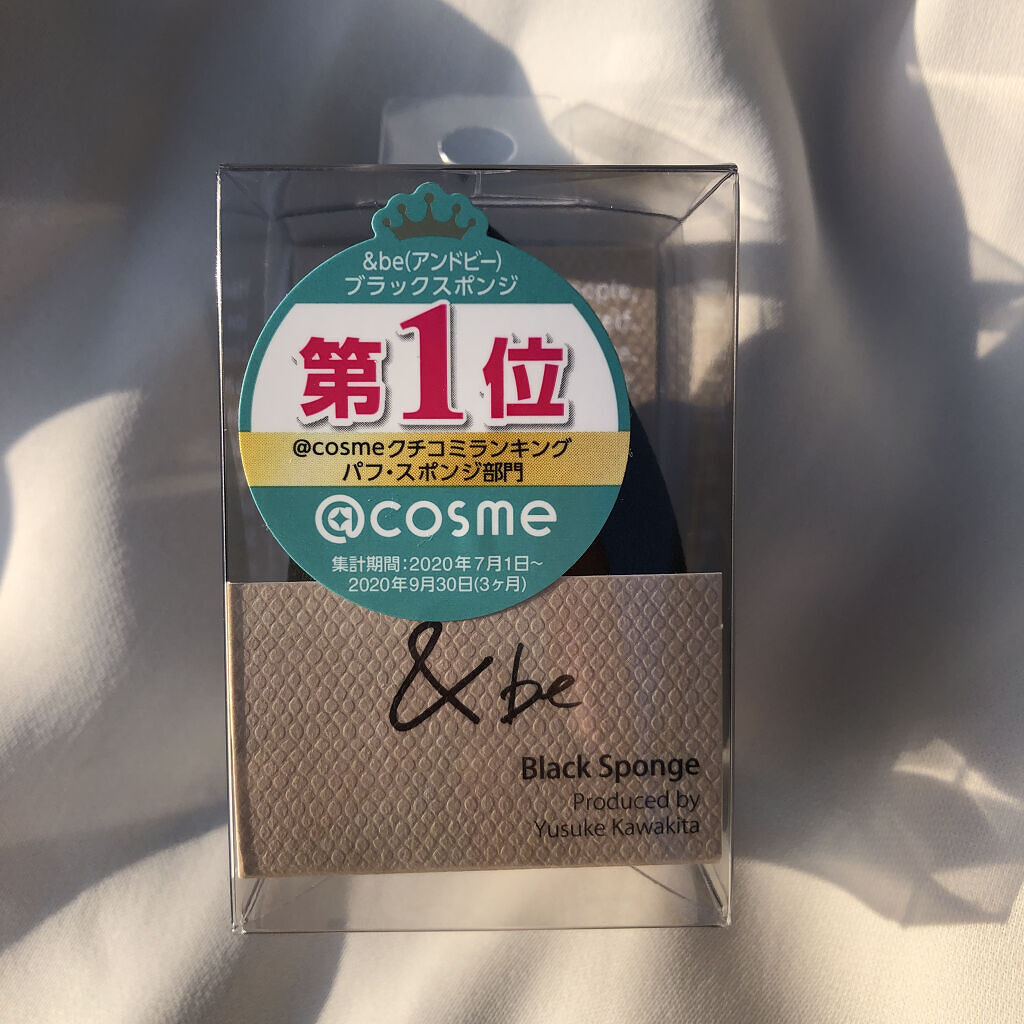 &be(アンドビー)
ブラックスポンジ
第1位
@cosmeクチコミランキング
パフ・スポンジ部門
@cosme
集計期間:2020年7月1日~
2020年9月30日(3ヶ月)
& be
Black Sponge
Produced by
Yusuke Kawakita